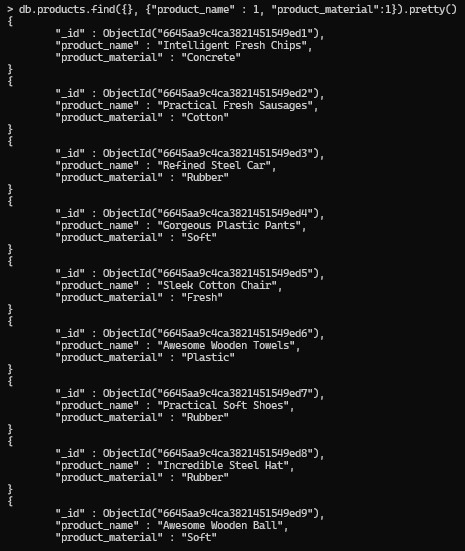 > db.products.find({}, {"product_name" : 1, "product_material":1}).pretty()
{
"_id" : ObjectId("6645aa9c4ca3821451549ed1"),
"product_name" : "Intelligent Fresh Chips",
"product_material" : "Concrete"
}
{
"_id" : ObjectId("6645aa9c4ca3821451549ed2"),
"product_name" : "Practical Fresh Sausages",
"product_material" : "Cotton"
}
{
"_id" : ObjectId("6645aa9c4ca3821451549ed3"),
"product_name" : "Refined Steel Car",
"product_material" : "Rubber"
}
{
"_id" : ObjectId("6645aa9c4ca3821451549ed4"),
"product_name" : "Gorgeous Plastic Pants",
"product_material" : "Soft"
}
{
"_id" : ObjectId("6645aa9c4ca3821451549ed5"),
"product_name" : "Sleek Cotton Chair",
"product_material" : "Fresh"
}
{
"_id" : ObjectId("6645aa9c4ca3821451549ed6"),
"product_name" : "Awesome Wooden Towels",
"product_material" : "Plastic"
}
{
"_id" : ObjectId("6645aa9c4ca3821451549ed7"),
"product_name" : "Practical Soft Shoes",
"product_material" : "Rubber"
}
{
"_id" : ObjectId("6645aa9c4ca3821451549ed8"),
"product_name" : "Incredible Steel Hat",
"product_material" : "Rubber"
}
{
"_id" : ObjectId("6645aa9c4ca3821451549ed9"),
"product_name" : "Awesome Wooden Ball",
"product_material" : "Soft"